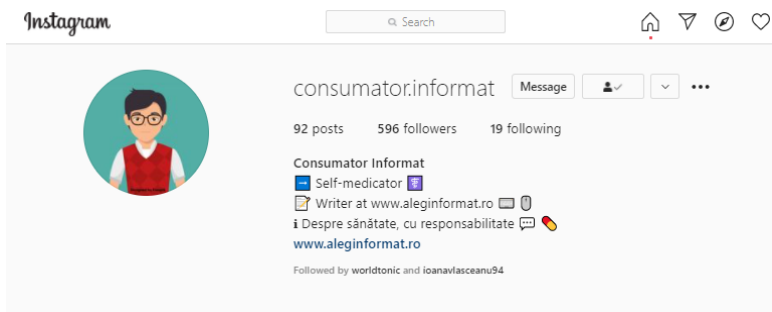 Instagram
Search
consumator.informat Message
92 posts 596 followers 19 following
Consumator Informat
➡️ Self-medicator ⚕️
📝 Writer at www.aleginformat.ro ⌨️ 🖱️
ℹ Despre sănătate, cu responsabilitate 💬 💊
www.aleginformat.ro
Followed by worldtonic and ioanavlasceanu94